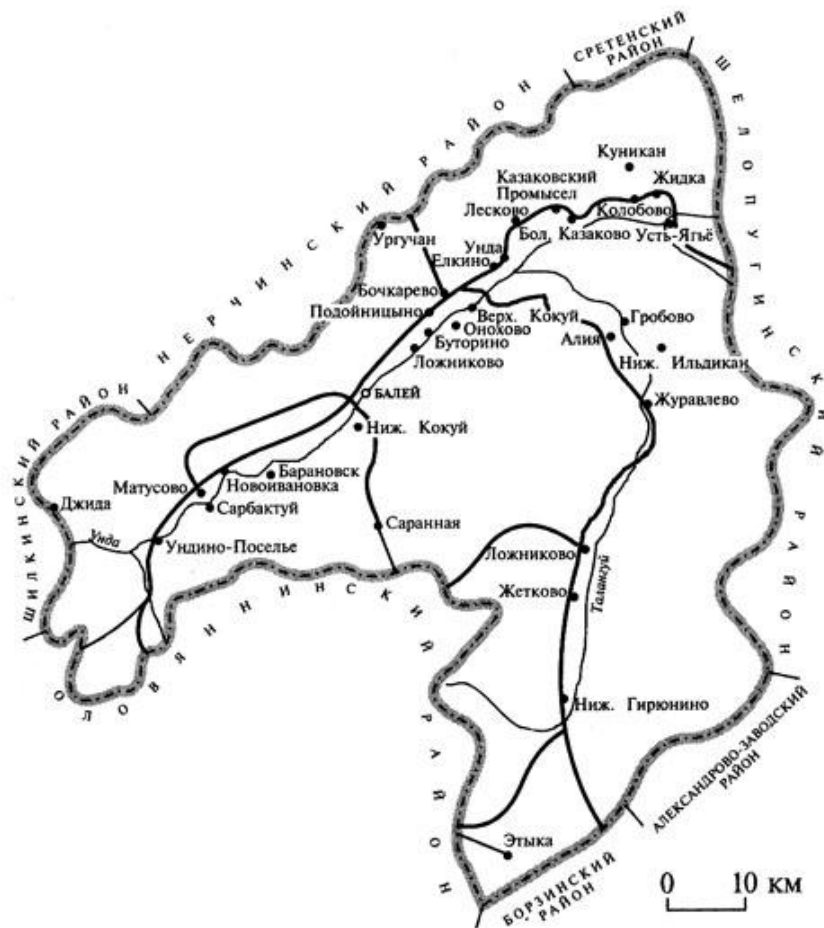 СРЕТЕНСКИЙ
РАЙОН
ШЕЛОПУГИНСКИЙ РАЙОН
НЕРЧИНСКИЙ РАЙОН
Куникан
Казаковский
Промысел
Жидка
Лесково
Колобово
Бол. Казаково
Усть-Ягьё
Ургучан
Унда
Елкино
Бочкарево
Подойницыно
Верх. Кокуй
Гробово
Онохово
Буторино
Алия
Ложниково
Ниж. Ильдикан
БАЛЕЙ
Журавлево
Ниж. Кокуй
ШИЛКИНСКИЙ РАЙОН
Барановск
Матусово
Новоивановка
Джида
Сарбактуй
Саранная
Унда
Ундино-Поселье
Ложниково
Талангуй
Жетково
ОЛОВЯННИНСКИЙ РАЙОН
Ниж. Гирюнино
АЛЕКСАНДРОВО-ЗАВОДСКИЙ
РАЙОН
Этыка
БОРЗИНСКИЙ
РАЙОН
0 10 км